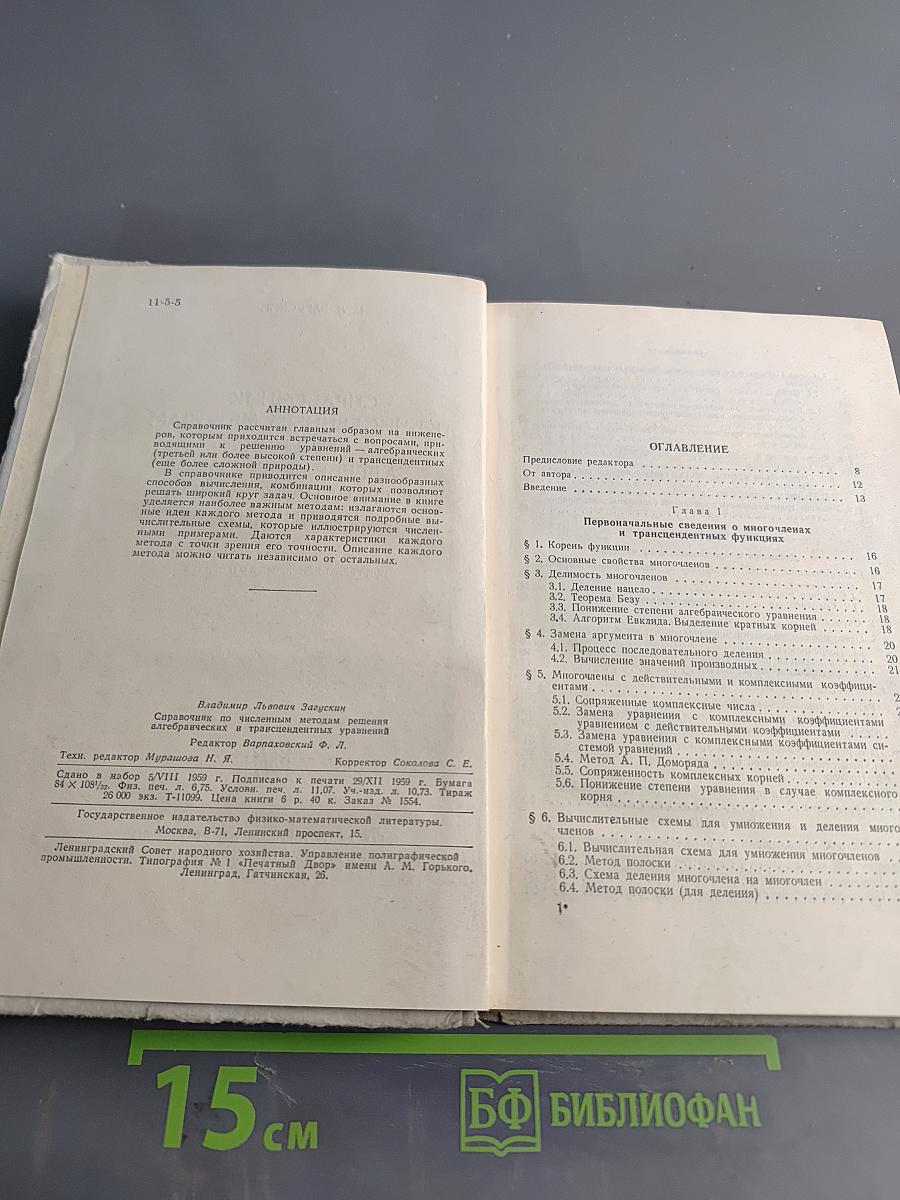 11-5-5
АННОТАЦИЯ
Справочник рассчитан главным образом на инжене-
ров, которым приходится встречаться с вопросами, при-
водящими к решению уравнений — алгебраических
(третьей или более высокой степени) и трансцендентных
(еще более сложной природы).
В справочнике приводится описание разнообразных
способов вычисления, комбинации которых позволяют
решать широкий круг задач. Основное внимание в книге
уделяется наиболее важным методам: излагаются основ-
ные идеи каждого метода и приводятся подробные вы-
числительные схемы, которые иллюстрируются числен-
ными примерами. Даются характеристики каждого
метода с точки зрения его точности. Описание каждого
метода можно читать независимо от остальных.
Владимир Львович Загускин
Справочник по численным методам решения
алгебраических и трансцендентных уравнений
Редактор Варпаховский Ф. Л.
Техн. редактор Мурашова Н. Я. Корректор Соколова С. Е.
Сдано в набор 5/VIII 1959 г. Подписано к печати 29/XII 1959 г. Бумага
84 × 108¹/₃₂. Физ. печ. л. 6,75. Условн. печ. л. 11,07. Уч.-изд. л. 10,73. Тираж
26 000 экз. Т-11099. Цена книги 6 р. 40 к. Заказ № 1554.
Государственное издательство физико-математической литературы.
Москва, В-71, Ленинский проспект, 15.
Ленинградский Совет народного хозяйства. Управление полиграфической
промышленности. Типография № 1 «Печатный Двор» имени А. М. Горького.
Ленинград, Гатчинская, 26.
ОГЛАВЛЕНИЕ
Предисловие редактора . . . 8
От автора . . . 12
Введение . . . 13
Глава I
Первоначальные сведения о многочленах
и трансцендентных функциях
§ 1. Корень функции . . . 16
§ 2. Основные свойства многочленов . . . 16
§ 3. Делимость многочленов . . . 17
3.1. Деление нацело . . . 17
3.2. Теорема Безу . . . 18
3.3. Понижение степени алгебраического уравнения . . . 18
3.4. Алгоритм Евклида. Выделение кратных корней . . . 18
§ 4. Замена аргумента в многочлене . . . 20
4.1. Процесс последовательного деления . . . 20
4.2. Вычисление значений производных . . . 21
§ 5. Многочлены с действительными и комплексными коэффици-
ентами . . .
5.1. Сопряженные комплексные числа . . .
5.2. Замена уравнения с комплексными коэффициентами
уравнением с действительными коэффициентами . . .
5.3. Замена уравнения с комплексными коэффициентами си-
стемой уравнений . . .
5.4. Метод А. П. Доморяда . . .
5.5. Сопряженность комплексных корней . . .
5.6. Понижение степени уравнения в случае комплексного
корня . . .
§ 6. Вычислительные схемы для умножения и деления много
членов . . .
6.1. Вычислительная схема для умножения многочленов . . .
6.2. Метод полоски . . .
6.3. Схема деления многочлена на многочлен . . .
6.4. Метод полоски (для деления) . . .
1*
15 см
БФ БИБЛИОФАН